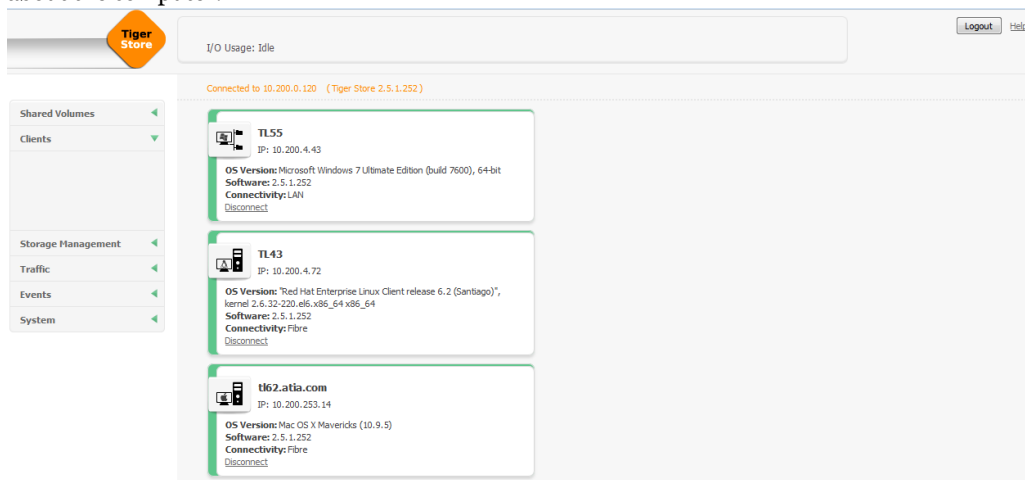 Tiger
Store
I/O Usage: Idle
Logout
Help
Connected to 10.200.0.120 (Tiger Store 2.5.1.252)
Shared Volumes
Clients
Storage Management
Traffic
Events
System
TL55
IP: 10.200.4.43
OS Version: Microsoft Windows 7 Ultimate Edition (build 7600), 64-bit
Software: 2.5.1.252
Connectivity: LAN
Disconnect
TL43
IP: 10.200.4.72
OS Version: "Red Hat Enterprise Linux Client release 6.2 (Santiago)",
kernel 2.6.32-220.el6.x86_64 x86_64
Software: 2.5.1.252
Connectivity: Fibre
Disconnect
tl62.atia.com
IP: 10.200.253.14
OS Version: Mac OS X Mavericks (10.9.5)
Software: 2.5.1.252
Connectivity: Fibre
Disconnect